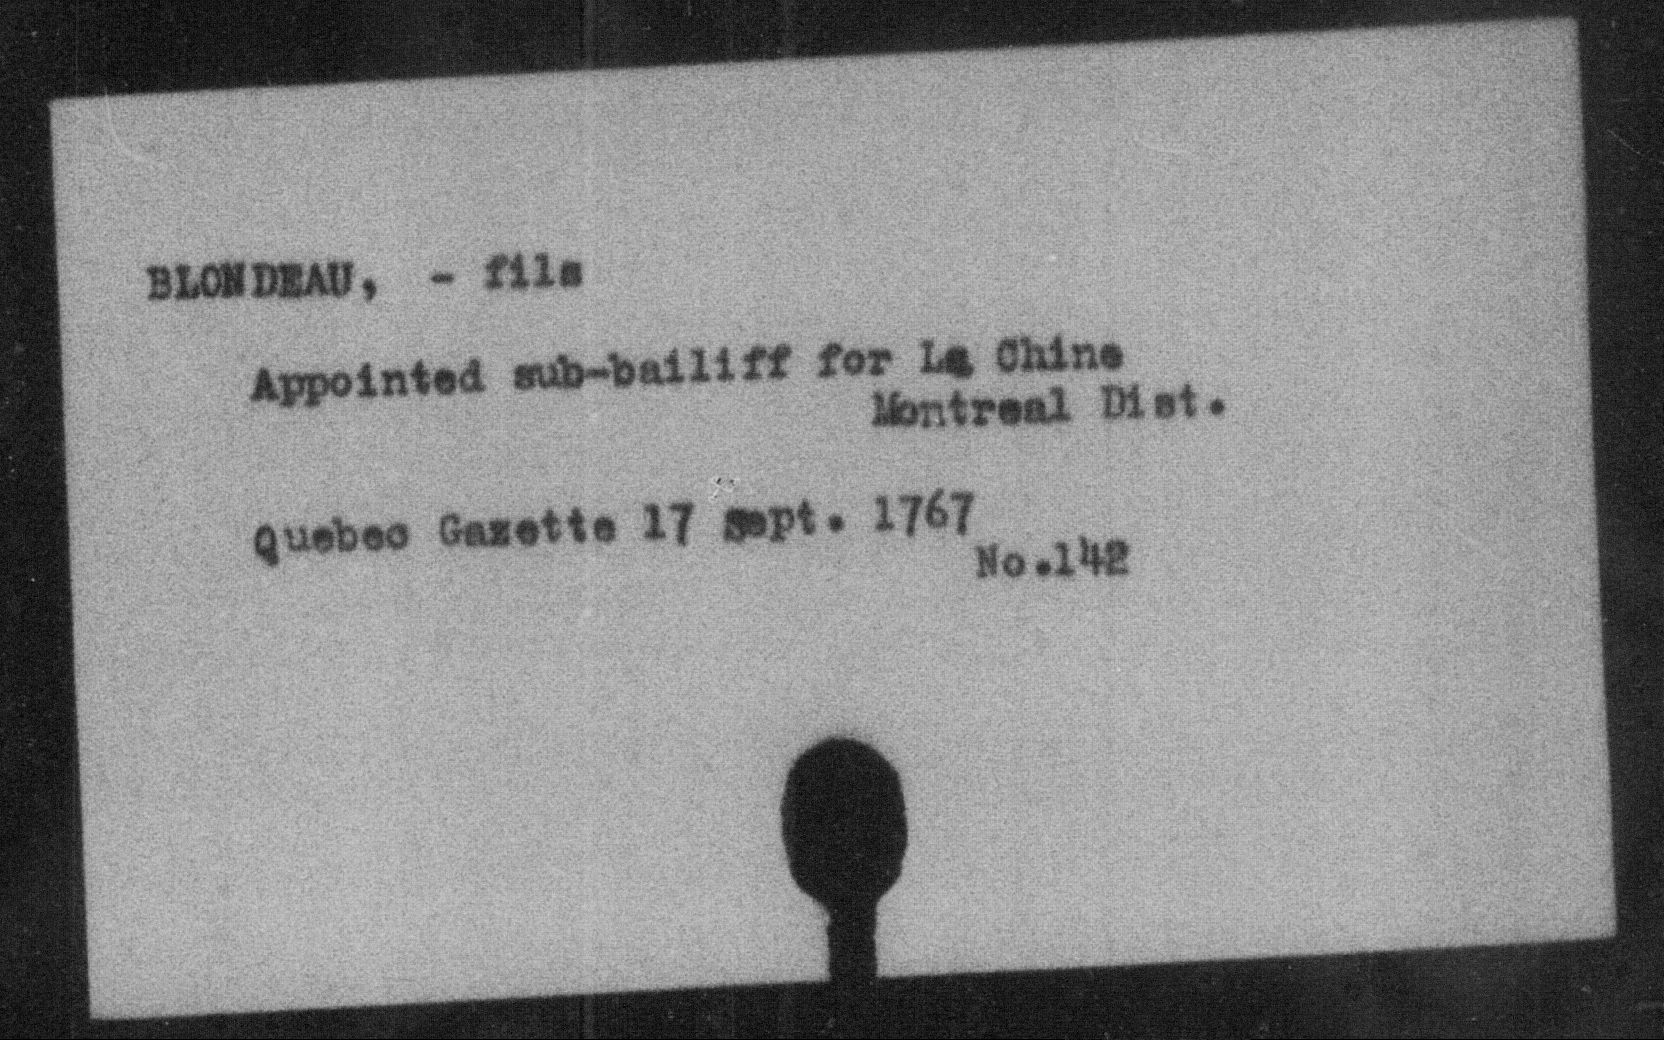 BLONDEAU, - fils
Appointed sub-bailiff for La Chine
Montreal Dist.
Quebec Gazette 17 sept. 1767
No.142